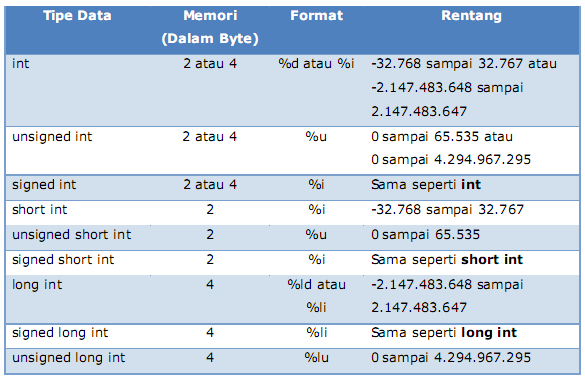 Tipe Data Memori Format Rentang
(Dalam Byte)
int 2 atau 4 %d atau %i -32.768 sampai 32.767 atau
-2.147.483.648 sampai
2.147.483.647
unsigned int 2 atau 4 %u 0 sampai 65.535 atau
0 sampai 4.294.967.295
signed int 2 atau 4 %i Sama seperti int
short int 2 %i -32.768 sampai 32.767
unsigned short int 2 %u 0 sampai 65.535
signed short int 2 %i Sama seperti short int
long int 4 %ld atau -2.147.483.648 sampai
%li 2.147.483.647
signed long int 4 %li Sama seperti long int
unsigned long int 4 %lu 0 sampai 4.294.967.295